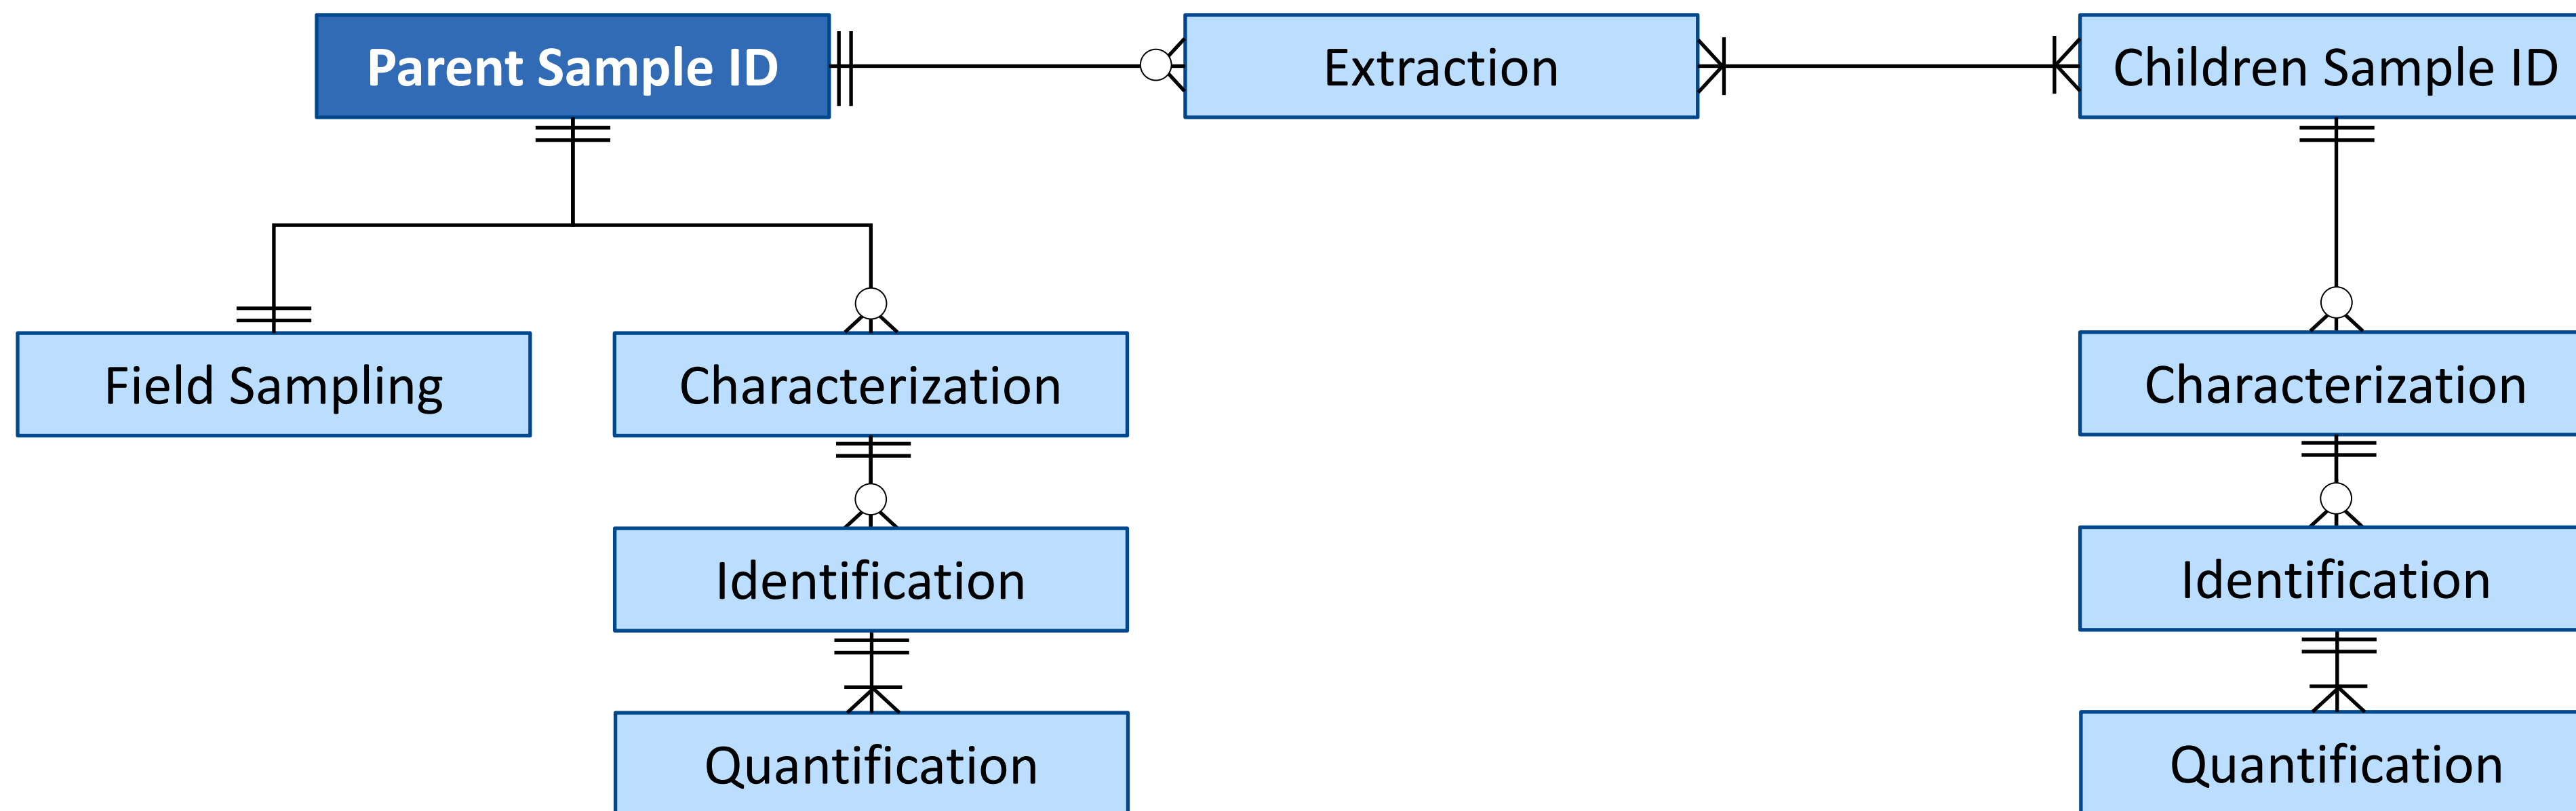 Parent Sample ID
Extraction
Children Sample ID
Field Sampling
Characterization
Characterization
Identification
Identification
Quantification
Quantification